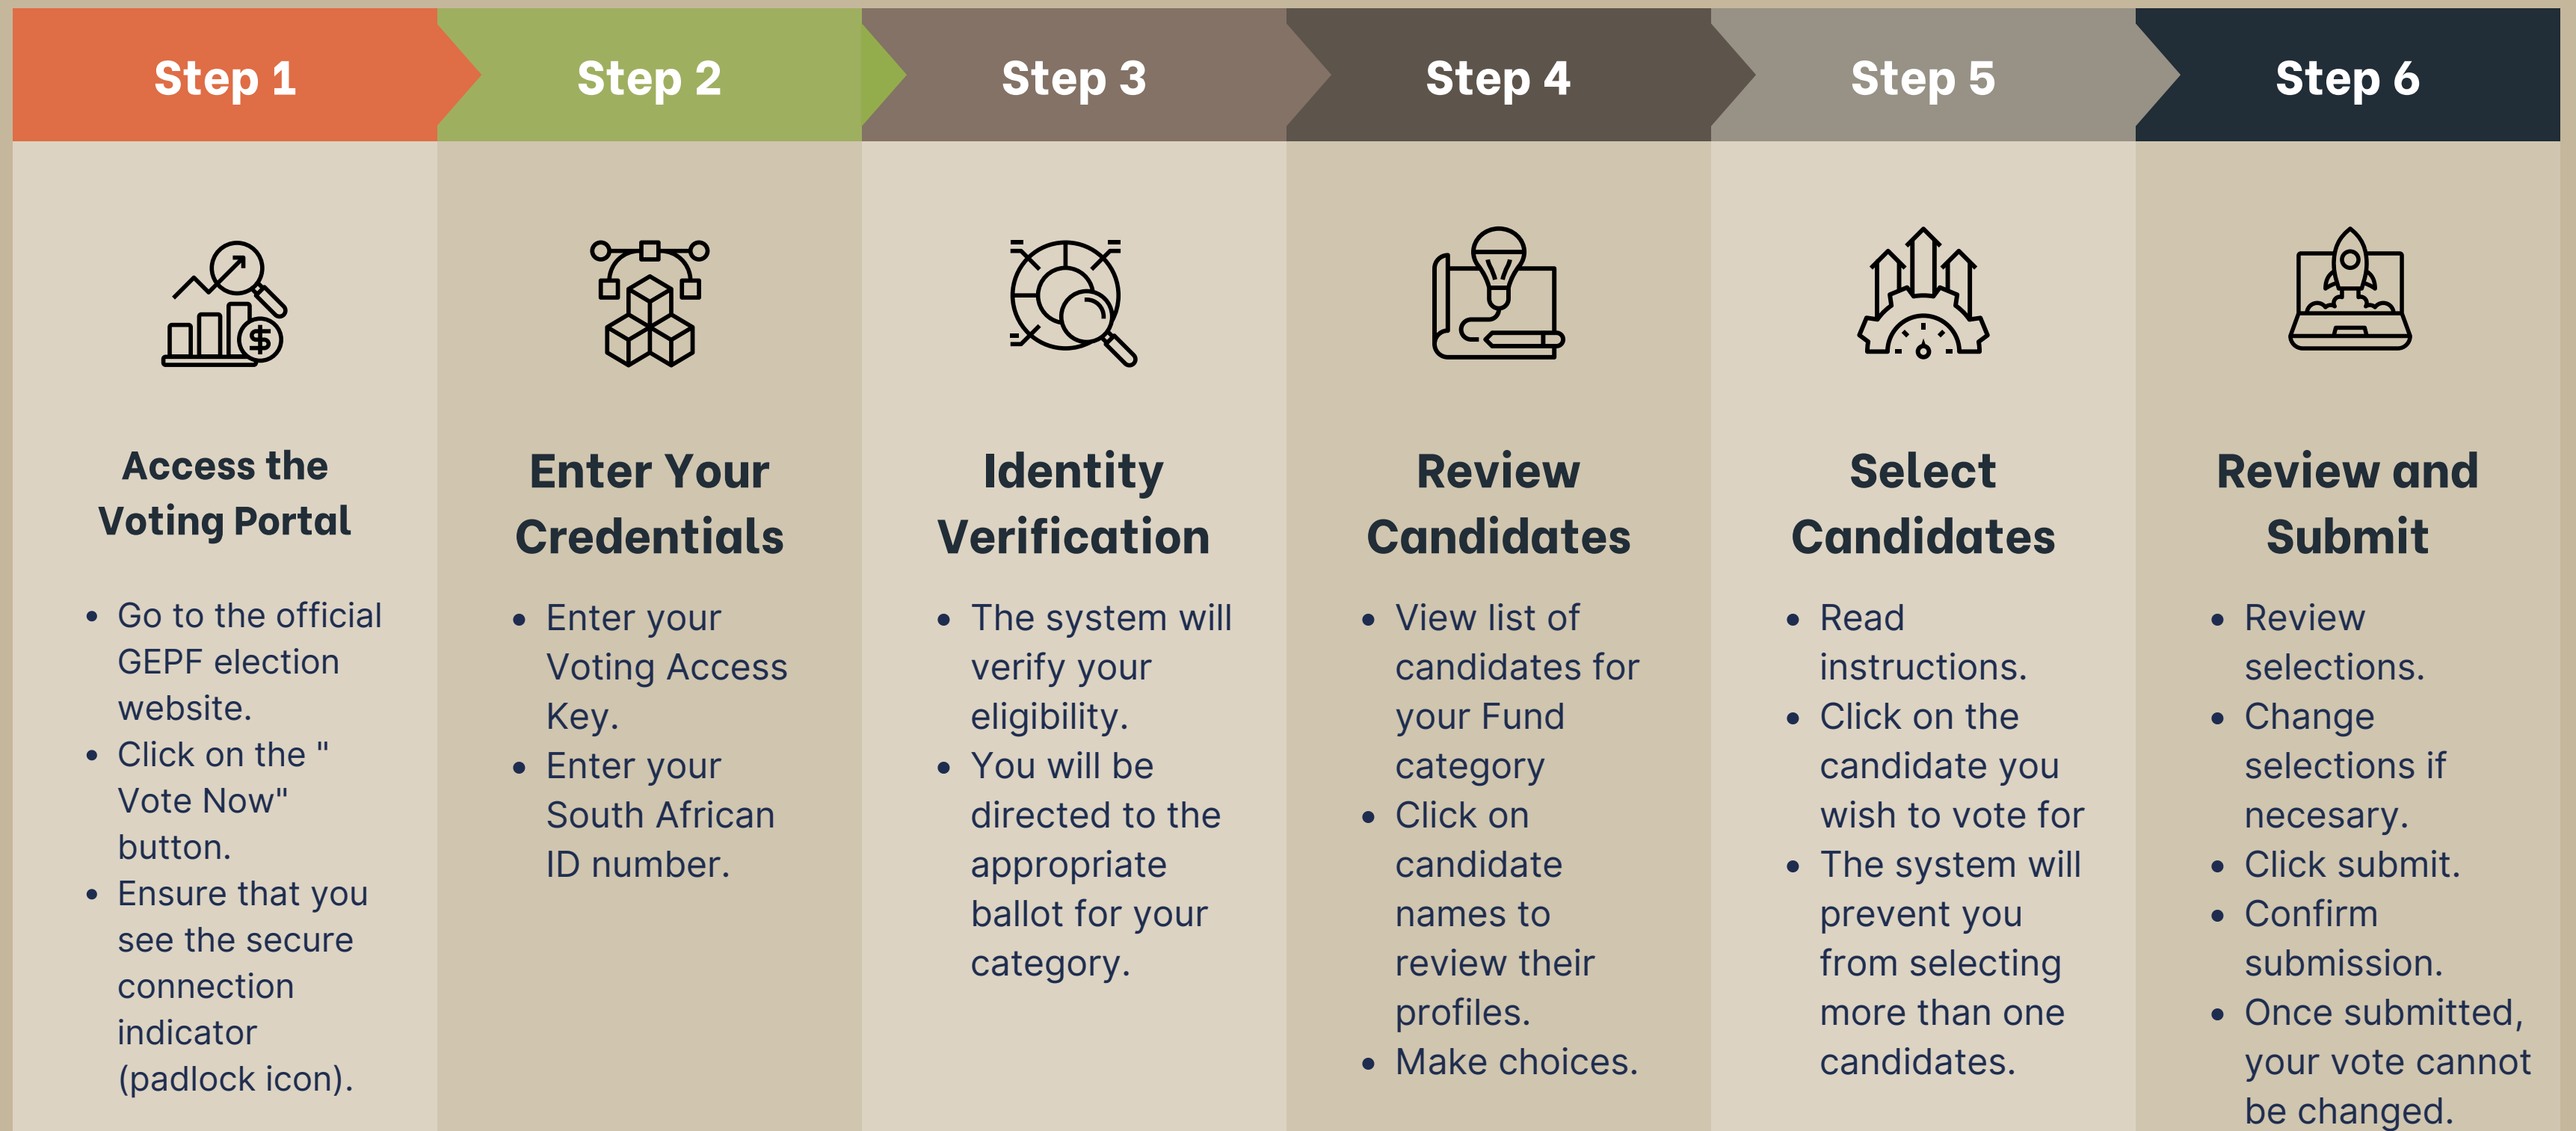 Step 1
Step 2
Step 3
Step 4
Step 5
Step 6
$
Access the
Voting Portal
• Go to the official
GEPF election
website.
• Click on the "
Vote Now"
button.
• Ensure that you
see the secure
connection
indicator
(padlock icon).
Enter Your
Credentials
• Enter your
Voting Access
Key.
• Enter your
South African
ID number.
Identity
Verification
• The system will
verify your
eligibility.
• You will be
directed to the
appropriate
ballot for your
category.
Review
Candidates
• View list of
candidates for
your Fund
category
• Click on
candidate
names to
review their
profiles.
• Make choices.
Select
Candidates
• Read
instructions.
• Click on the
candidate you
wish to vote for
• The system will
prevent you
from selecting
more than one
candidates.
Review and
Submit
• Review
selections.
• Change
selections if
necesary.
• Click submit.
• Confirm
submission.
• Once submitted,
your vote cannot
be changed.